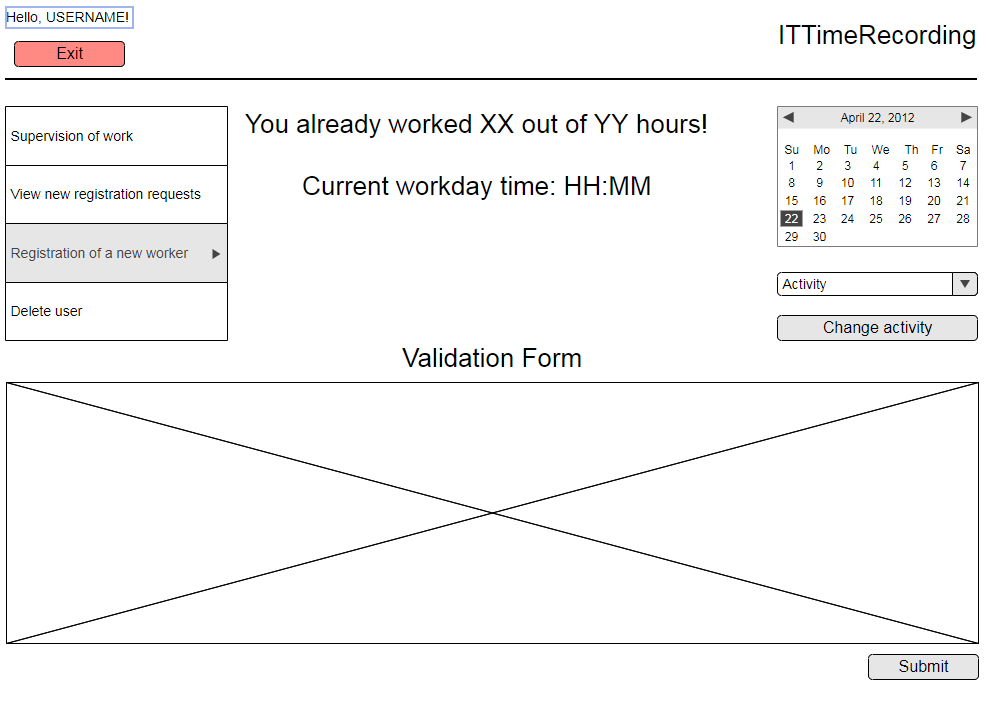 Hello, USERNAME!
Exit
ITTimeRecording
Supervision of work
View new registration requests
Registration of a new worker
Delete user
You already worked XX out of YY hours!
Current workday time: HH:MM
April 22, 2012
Su Mo Tu We Th Fr Sa
1 2 3 4 5 6 7
8 9 10 11 12 13 14
15 16 17 18 19 20 21
22 23 24 25 26 27 28
29 30
Activity
Change activity
Validation Form
Submit